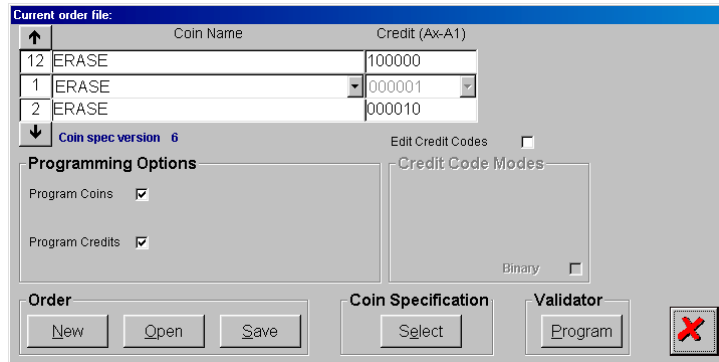 Current order file:
Coin Name Credit (Ax-A1)
12 ERASE 100000
1 ERASE 000001
2 ERASE 000010
Coin spec version 6
Edit Credit Codes
Programming Options
Credit Code Modes
Program Coins
Program Credits
Binary
Order
Coin Specification
Validator
New Open Save Select Program